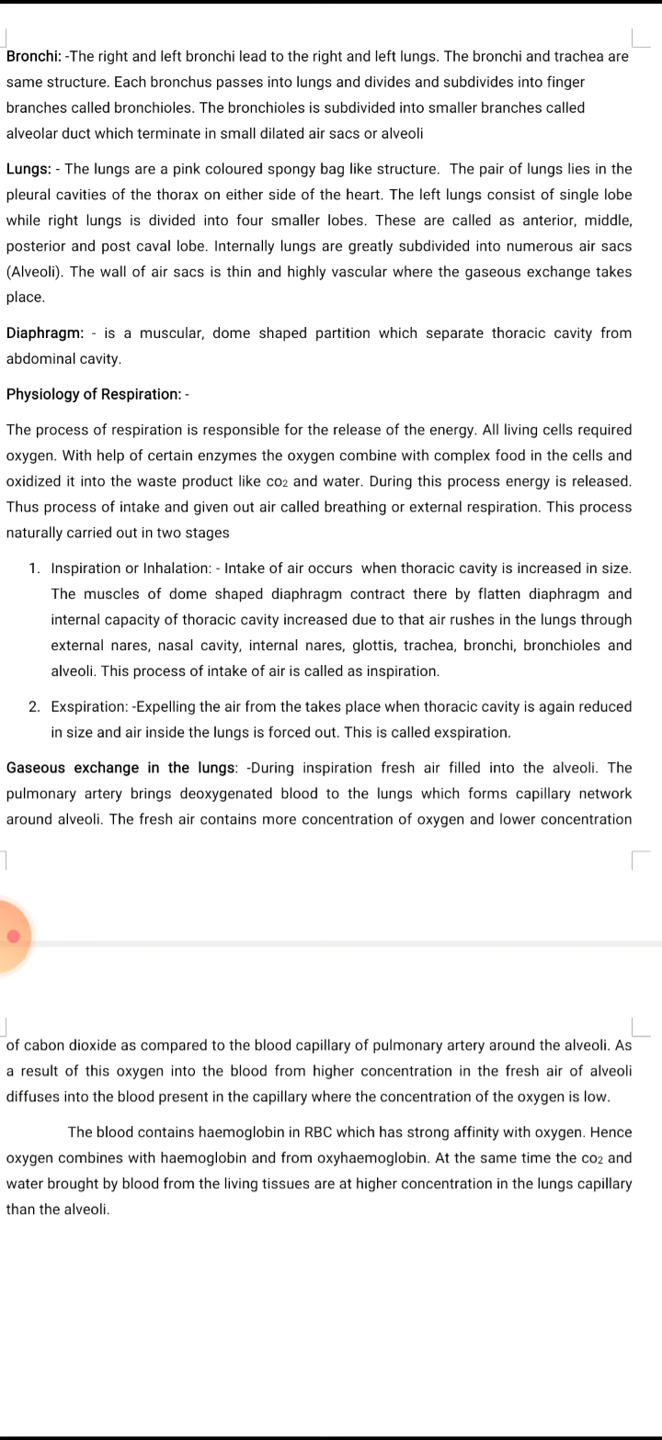 Bronchi: -The right and left bronchi lead to the right and left lungs. The bronchi and trachea are
same structure. Each bronchus passes into lungs and divides and subdivides into finger
branches called bronchioles. The bronchioles is subdivided into smaller branches called
alveolar duct which terminate in small dilated air sacs or alveoli
Lungs: - The lungs are a pink coloured spongy bag like structure. The pair of lungs lies in the
pleural cavities of the thorax on either side of the heart. The left lungs consist of single lobe
while right lungs is divided into four smaller lobes. These are called as anterior, middle,
posterior and post caval lobe. Internally lungs are greatly subdivided into numerous air sacs
(Alveoli). The wall of air sacs is thin and highly vascular where the gaseous exchange takes
place.
Diaphragm: - is a muscular, dome shaped partition which separate thoracic cavity from
abdominal cavity.
Physiology of Respiration: -
The process of respiration is responsible for the release of the energy. All living cells required
oxygen. With help of certain enzymes the oxygen combine with complex food in the cells and
oxidized it into the waste product like co₂ and water. During this process energy is released.
Thus process of intake and given out air called breathing or external respiration. This process
naturally carried out in two stages
1. Inspiration or Inhalation: - Intake of air occurs when thoracic cavity is increased in size.
The muscles of dome shaped diaphragm contract there by flatten diaphragm and
internal capacity of thoracic cavity increased due to that air rushes in the lungs through
external nares, nasal cavity, internal nares, glottis, trachea, bronchi, bronchioles and
alveoli. This process of intake of air is called as inspiration.
2. Exspiration: -Expelling the air from the takes place when thoracic cavity is again reduced
in size and air inside the lungs is forced out. This is called exspiration.
Gaseous exchange in the lungs: -During inspiration fresh air filled into the alveoli. The
pulmonary artery brings deoxygenated blood to the lungs which forms capillary network
around alveoli. The fresh air contains more concentration of oxygen and lower concentration
of cabon dioxide as compared to the blood capillary of pulmonary artery around the alveoli. As
a result of this oxygen into the blood from higher concentration in the fresh air of alveoli
diffuses into the blood present in the capillary where the concentration of the oxygen is low.
The blood contains haemoglobin in RBC which has strong affinity with oxygen. Hence
oxygen combines with haemoglobin and from oxyhaemoglobin. At the same time the co₂ and
water brought by blood from the living tissues are at higher concentration in the lungs capillary
than the alveoli.